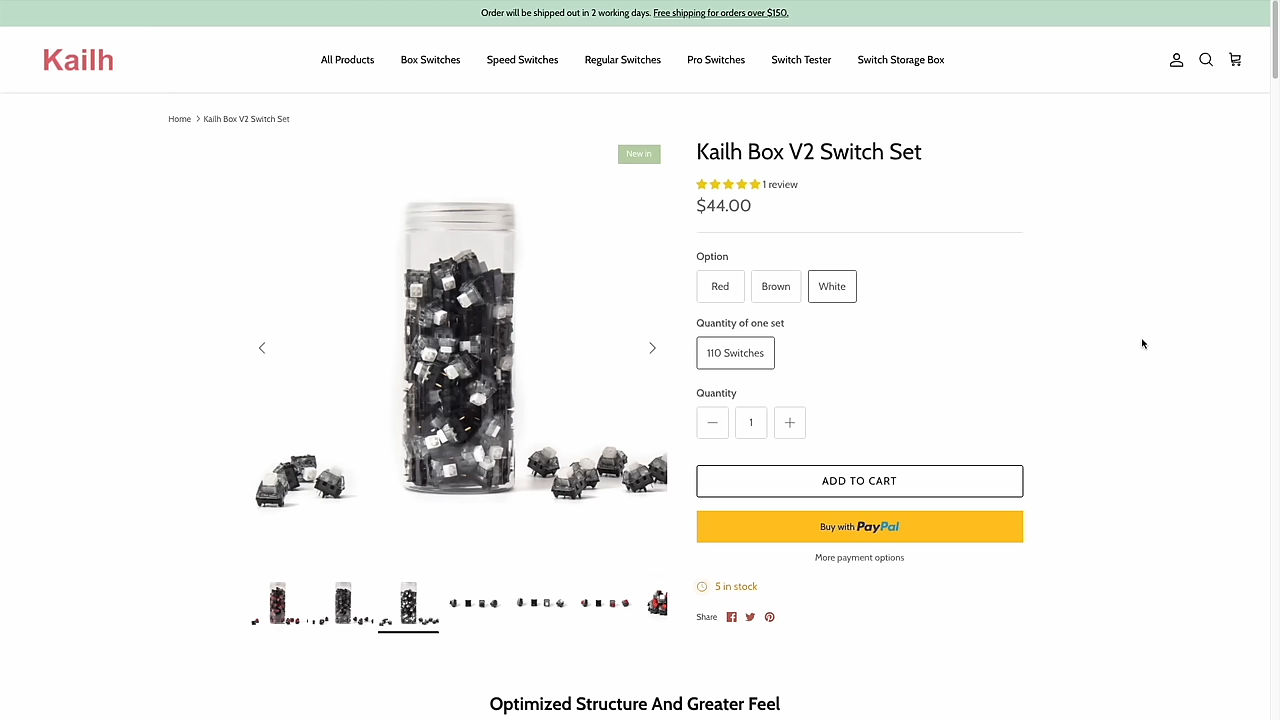 Order will be shipped out in 2 working days. Free shipping for orders over $150.
Kailh
All Products
Box Switches
Speed Switches
Regular Switches
Pro Switches
Switch Tester
Switch Storage Box
Home > Kailh Box V2 Switch Set
New in
Kailh Box V2 Switch Set
1 review
$44.00
Option
Red
Brown
White
Quantity of one set
110 Switches
Quantity
1
ADD TO CART
Buy with PayPal
More payment options
5 in stock
Share
Optimized Structure And Greater Feel